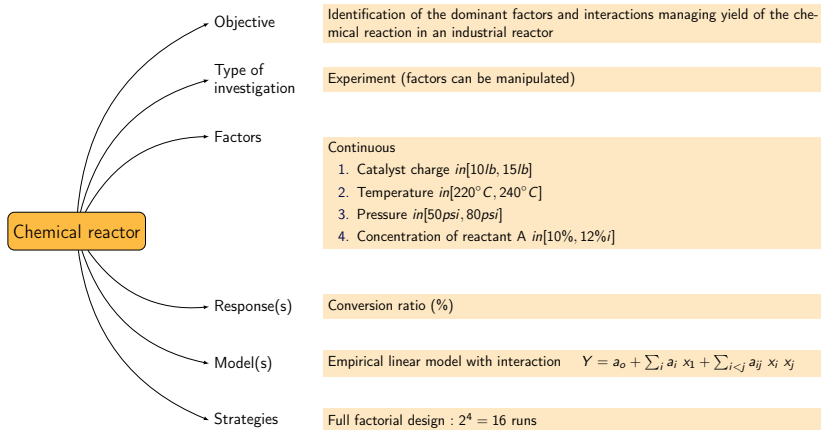 Objective
Identification of the dominant factors and interactions managing yield of the che-
mical reaction in an industrial reactor
Type of
investigation
Experiment (factors can be manipulated)
Factors
Continuous
1. Catalyst charge in[10lb, 15lb]
2. Temperature in[220°C, 240°C]
3. Pressure in[50psi, 80psi]
4. Concentration of reactant A in[10%, 12%i]
Chemical reactor
Response(s)
Conversion ratio (%)
Model(s)
Empirical linear model with interaction Y = a_o + ∑_i a_i x_1 + ∑_{i<j} a_{ij} x_i x_j
Strategies
Full factorial design : 2^4 = 16 runs